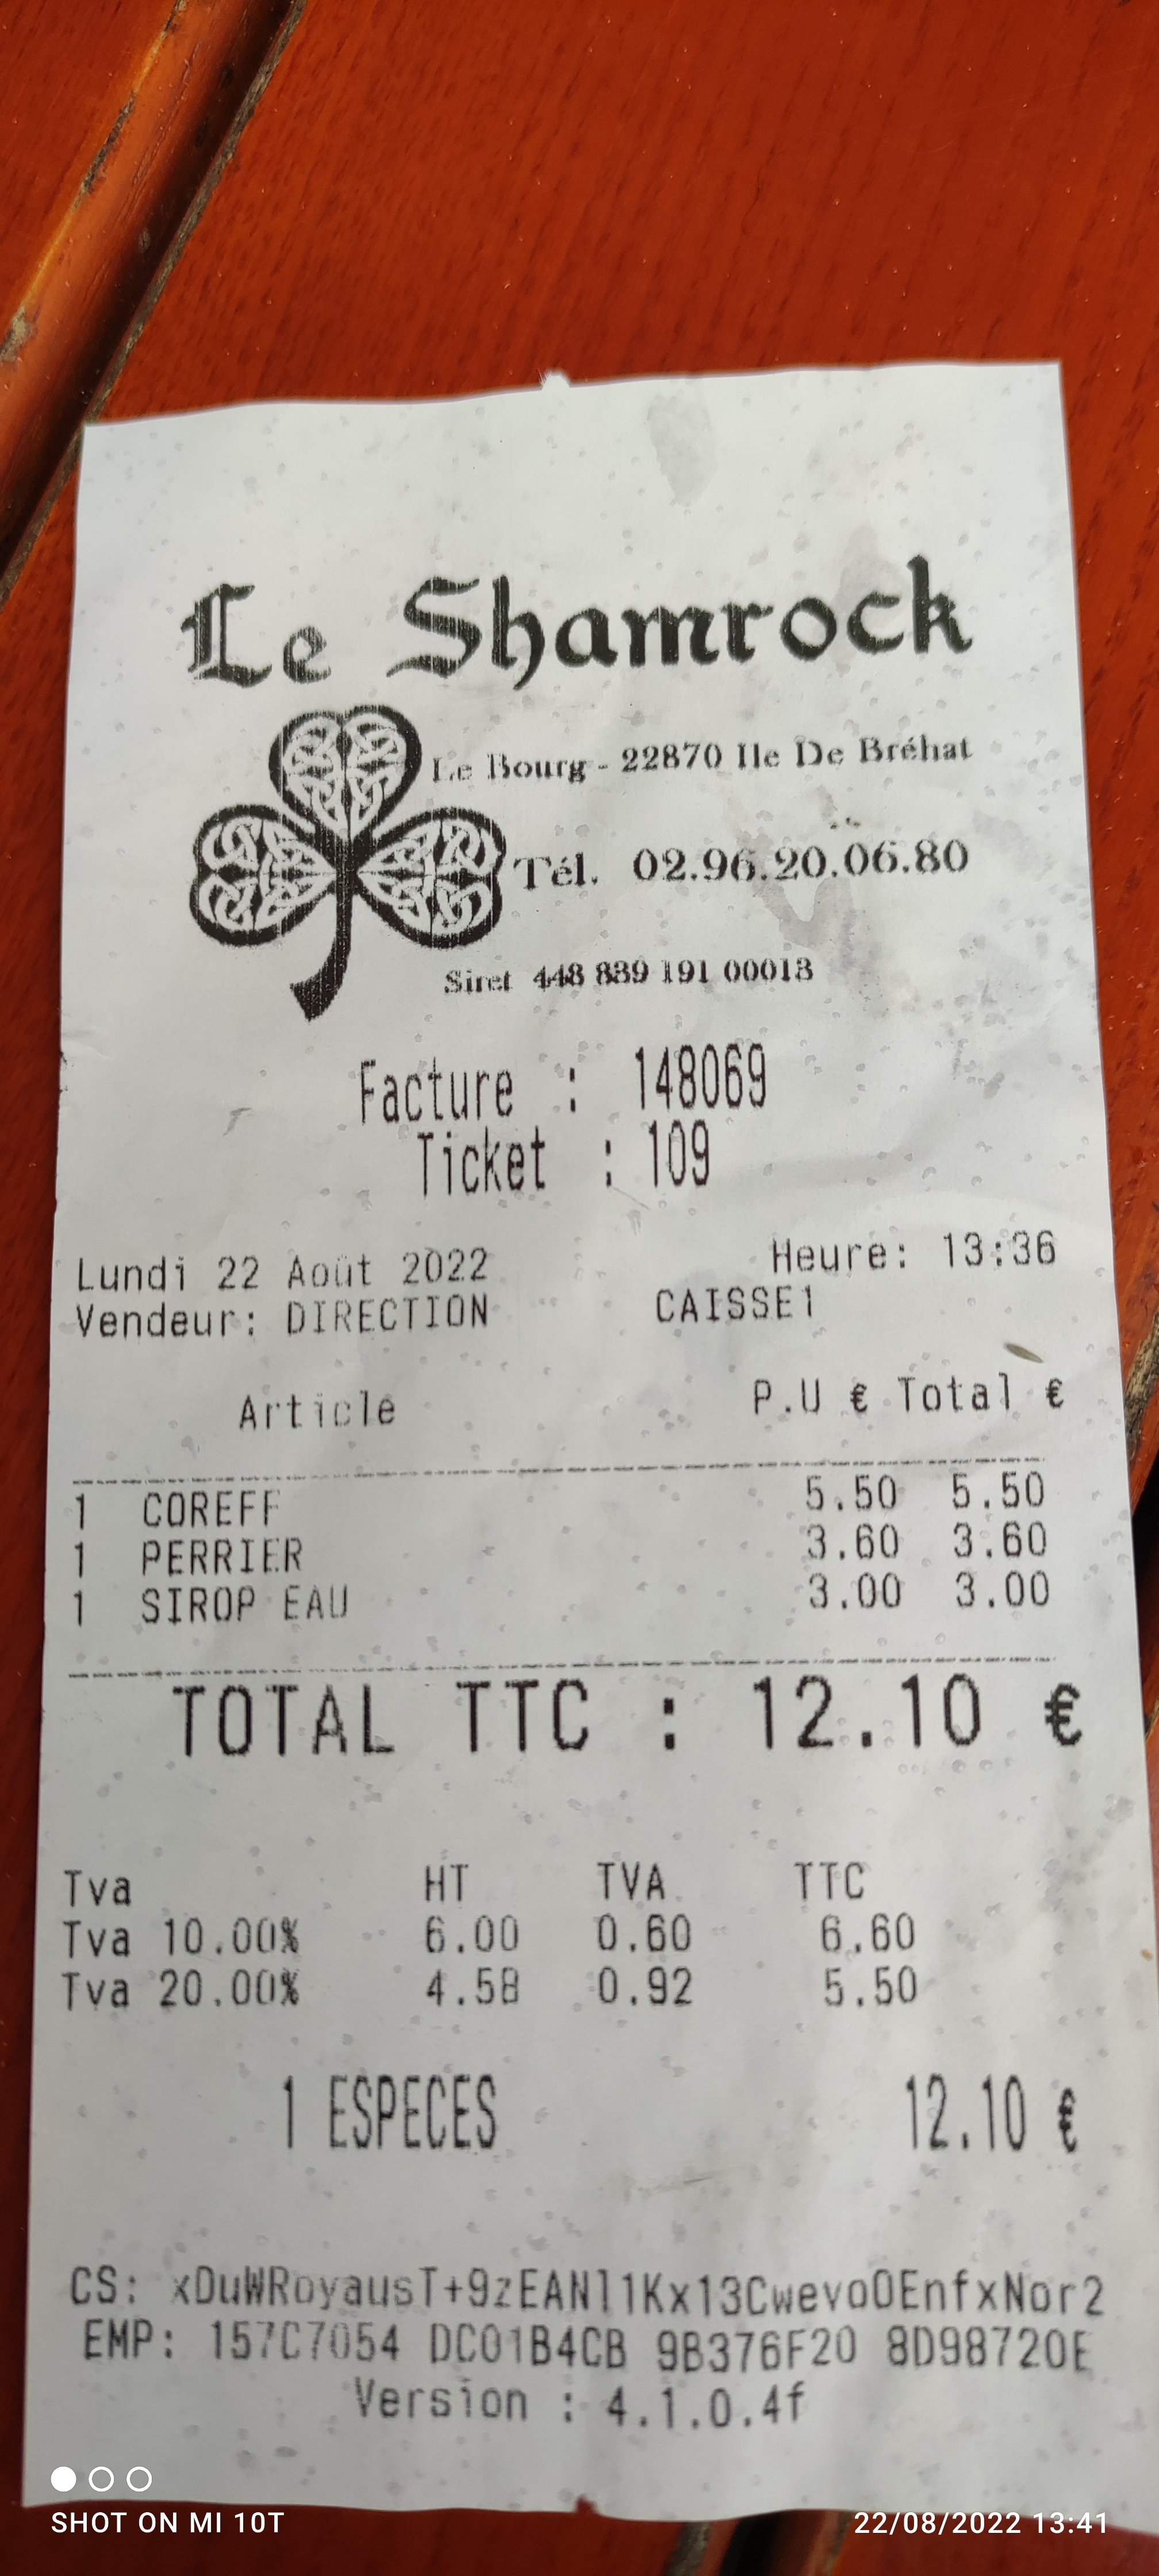 Le Shamrock
Le Bourg - 22870 Ile De Bréhat
Tél. 02.96.20.06.80
Siret 448 839 191 00013
Facture : 148069
Ticket : 109
Lundi 22 Août 2022 Heure: 13:36
Vendeur: DIRECTION CAISSE1
Article P.U € Total €
1 COREFF 5.50 5.50
1 PERRIER 3.60 3.60
1 SIROP EAU 3.00 3.00
TOTAL TTC : 12.10 €
Tva HT TVA TTC
Tva 10.00% 6.00 0.60 6.60
Tva 20.00% 4.58 0.92 5.50
1 ESPECES 12.10 €
CS: xDuWRoyausT+9zEANl1Kx13Cwevo0EnfxNor2
EMP: 157C7054 DC01B4CB 9B376F20 8D98720E
Version : 4.1.0.4f
SHOT ON MI 10T
22/08/2022 13:41